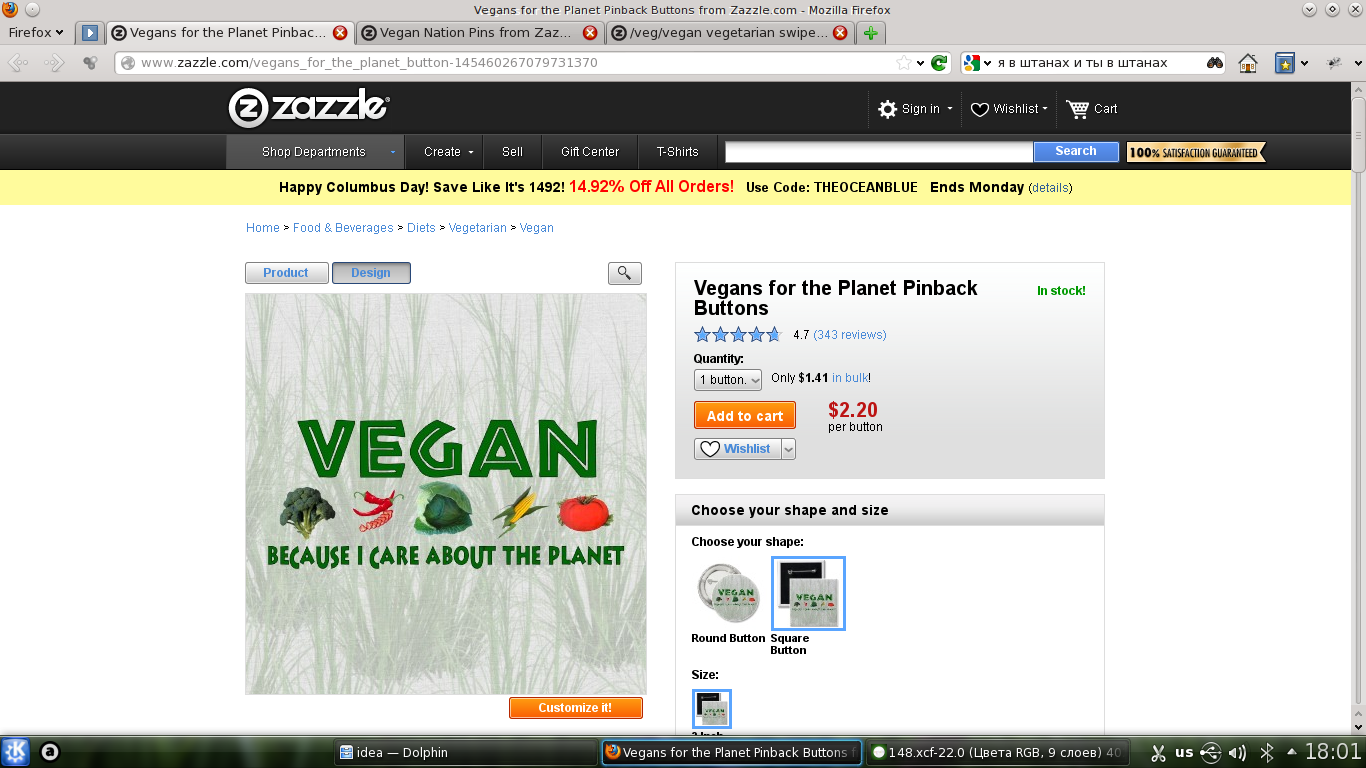 Vegans for the Planet Pinback Buttons from Zazzle.com - Mozilla Firefox
Firefox
Vegans for the Planet Pinbac...
Vegan Nation Pins from Zaz...
/veg/vegan vegetarian swipe...
www.zazzle.com/vegans_for_the_planet_button-145460267079731370
я в штанах и ты в штанах
zazzle
Sign in
Wishlist
Cart
Shop Departments
Create
Sell
Gift Center
T-Shirts
Search
100% SATISFACTION GUARANTEED
Happy Columbus Day! Save Like It's 1492! 14.92% Off All Orders! Use Code: THEOCEANBLUE Ends Monday (details)
Home > Food & Beverages > Diets > Vegetarian > Vegan
Product
Design
VEGAN
BECAUSE I CARE ABOUT THE PLANET
Customize it!
Vegans for the Planet Pinback
Buttons
In stock!
4.7 (343 reviews)
Quantity:
1 button.
Only $1.41 in bulk!
Add to cart
$2.20
per button
Wishlist
Choose your shape and size
Choose your shape:
VEGAN
VEGAN
Round Button
Square
Button
Size:
VEGAN
idea — Dolphin
Vegans for the Planet Pinback Buttons f
148.xcf-22.0 (Цвета RGB, 9 слоев) 40
us
18:01